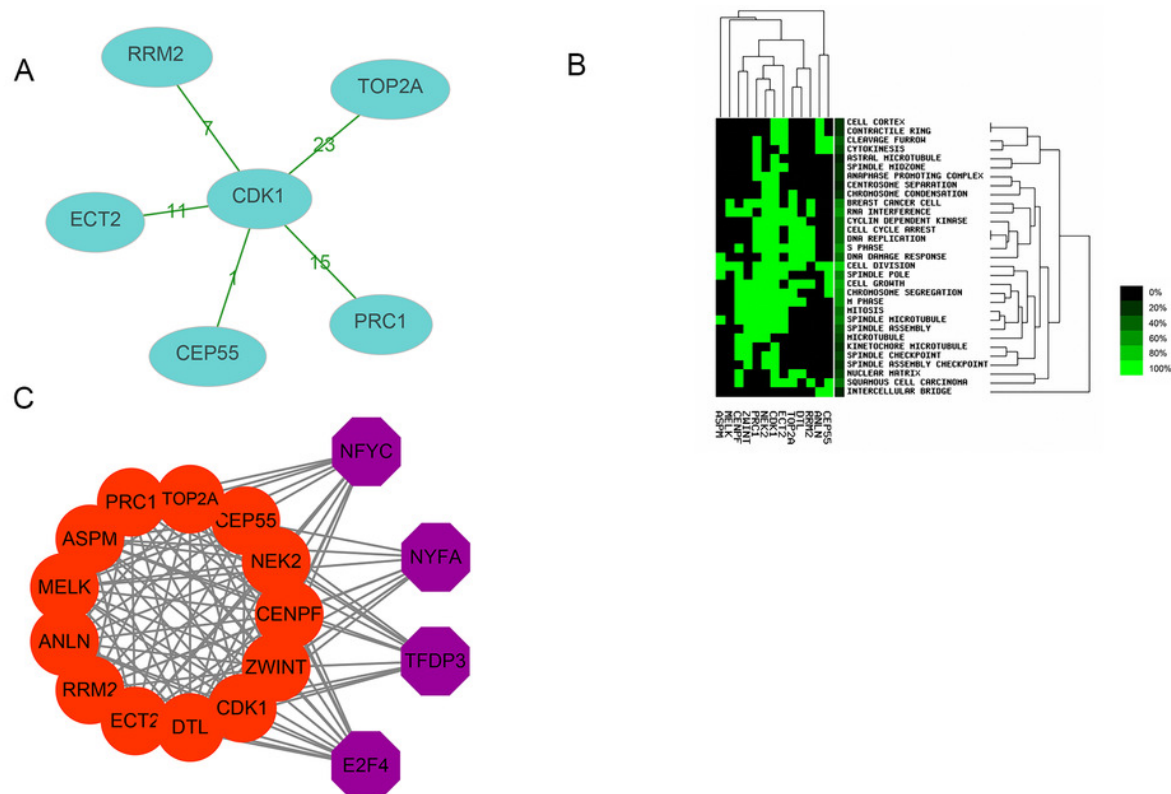 A
RRM2
TOP2A
7
23
CDK1
ECT2
11
15
1
PRC1
CEP55
B
CELL CORTEX
CONTRACTILE RING
CLEAVAGE FURROW
CYTOKINESIS
ASTRAL MICROTUBULE
SPINDLE MIDZONE
ANAPHASE PROMOTING COMPLEX
CENTROSOME SEPARATION
CHROMOSOME CONDENSATION
BREAST CANCER CELL
RNA INTERFERENCE
CYCLIN DEPENDENT KINASE
CELL CYCLE ARREST
DNA REPLICATION
S PHASE
DNA DAMAGE RESPONSE
CELL DIVISION
SPINDLE POLE
CELL GROWTH
CHROMOSOME SEGREGATION
M PHASE
MITOSIS
SPINDLE MICROTUBULE
SPINDLE ASSEMBLY
MICROTUBULE
KINETOCHORE MICROTUBULE
SPINDLE CHECKPOINT
SPINDLE ASSEMBLY CHECKPOINT
NUCLEAR MATRIX
SQUAMOUS CELL CARCINOMA
INTERCELLULAR BRIDGE
0%
20%
40%
60%
80%
100%
ASPM
MELK
CENPF
ZWINT
PRC1
NEK2
CDK1
ECT2
TOP2A
DTL
RRM2
ANLN
CEP55
C
NFYC
PRC1
TOP2A
CEP55
ASPM
NEK2
NYFA
MELK
CENPF
ANLN
ZWINT
TFDP3
RRM2
CDK1
ECT2
DTL
E2F4